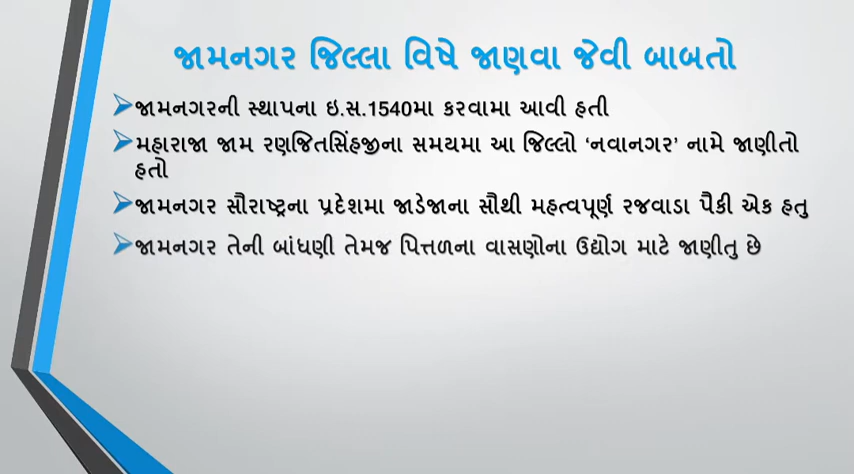 જામનગર જિલ્લા વિષે જાણવા જેવી બાબતો
જામનગરની સ્થાપના ઇ.સ.1540મા કરવામા આવી હતી
મહારાજા જામ રણજિતસિંહજીના સમયમા આ જિલ્લો ‘નવાનગર’ નામે જાણીતો
હતો
જામનગર સૌરાષ્ટ્રના પ્રદેશમા જાડેજાના સૌથી મહત્વપૂર્ણ રજવાડા પૈકી એક હતુ
જામનગર તેની બાંધણી તેમજ પિત્તળના વાસણોના ઉદ્યોગ માટે જાણીતુ છે